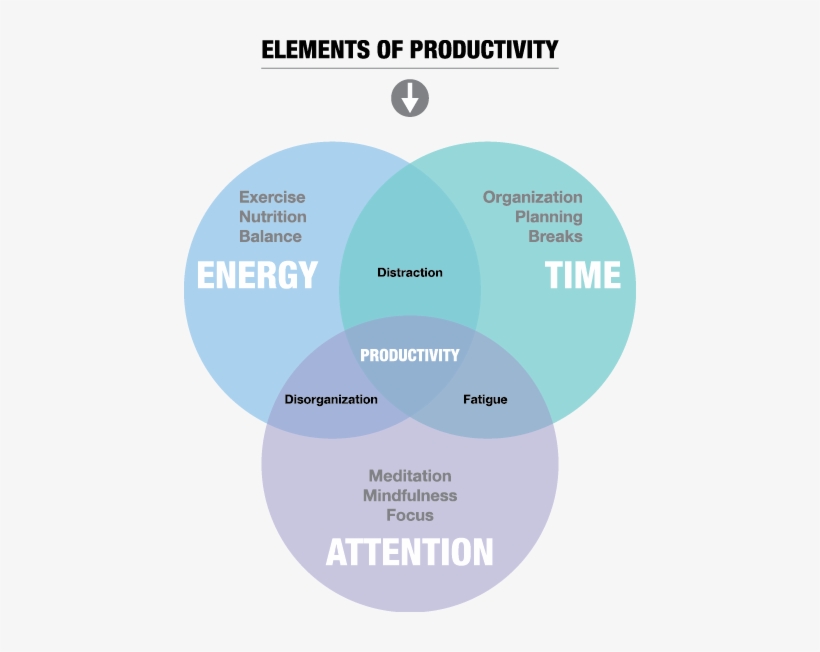 ELEMENTS OF PRODUCTIVITY
Exercise
Nutrition
Balance
ENERGY
Organization
Planning
Breaks
TIME
Distraction
PRODUCTIVITY
Disorganization
Fatigue
Meditation
Mindfulness
Focus
ATTENTION